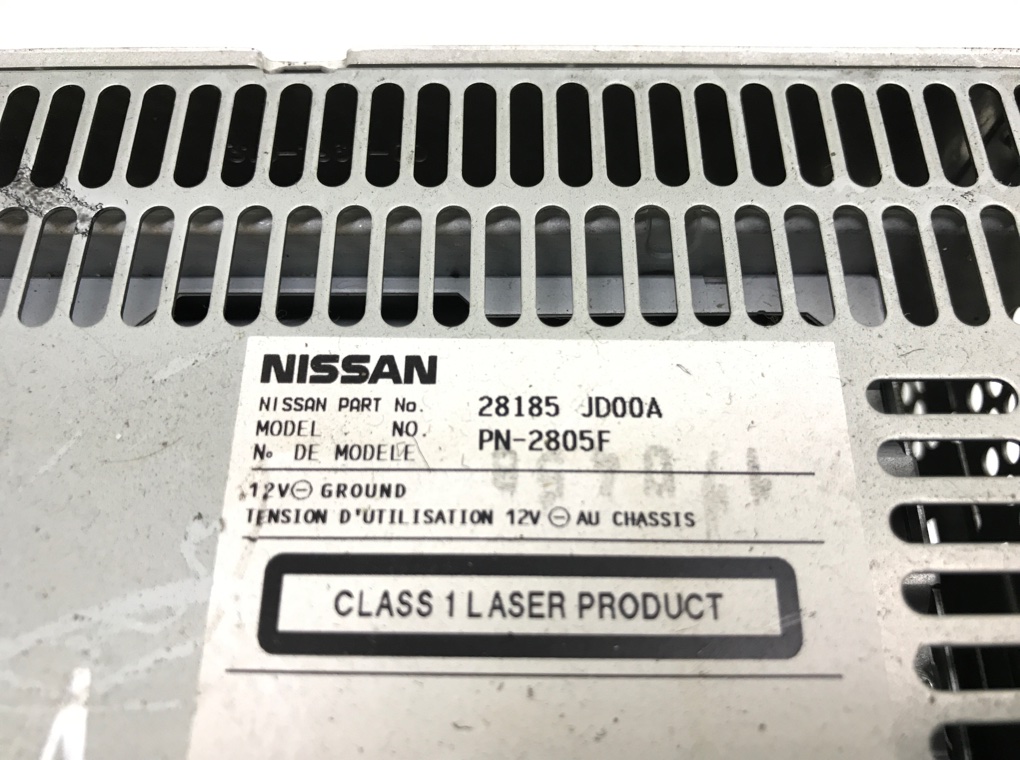 NISSAN
NISSAN PART No. 28185 JD00A
MODEL NO. PN-2805F
No DE MODELE
12V⊖ GROUND
TENSION D'UTILISATION 12V ⊖ AU CHASSIS
CLASS 1 LASER PRODUCT